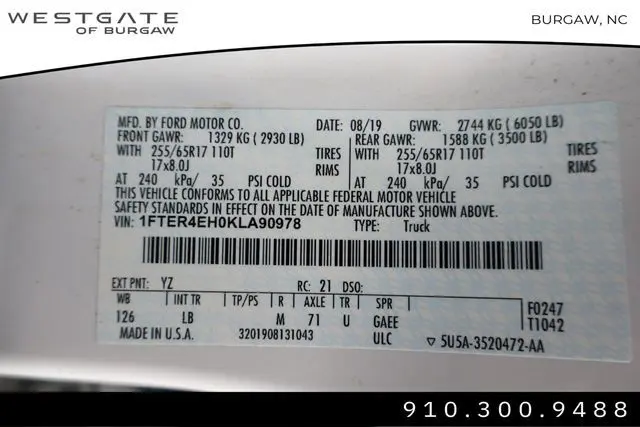 WESTGATE
OF BURGAW
BURGAW, NC
MFD. BY FORD MOTOR CO. DATE: 08/19 GVWR: 2744 KG ( 6050 LB)
FRONT GAWR: 1329 KG ( 2930 LB) REAR GAWR: 1588 KG ( 3500 LB)
WITH 255/65R17 110T TIRES WITH 255/65R17 110T TIRES
17x8.0J RIMS 17x8.0J RIMS
AT 240 kPa/ 35 PSI COLD AT 240 kPa/ 35 PSI COLD
THIS VEHICLE CONFORMS TO ALL APPLICABLE FEDERAL MOTOR VEHICLE
SAFETY STANDARDS IN EFFECT ON THE DATE OF MANUFACTURE SHOWN ABOVE.
VIN: 1FTER4EH0KLA90978 TYPE: Truck
EXT PNT: YZ RC: 21 DSO:
WB INT TR TP/PS R AXLE TR SPR F0247
126 LB M 71 U GAEE T1042
MADE IN U.S.A. 3201908131043 ULC ▽ 5U5A-3520472-AA
910.300.9488